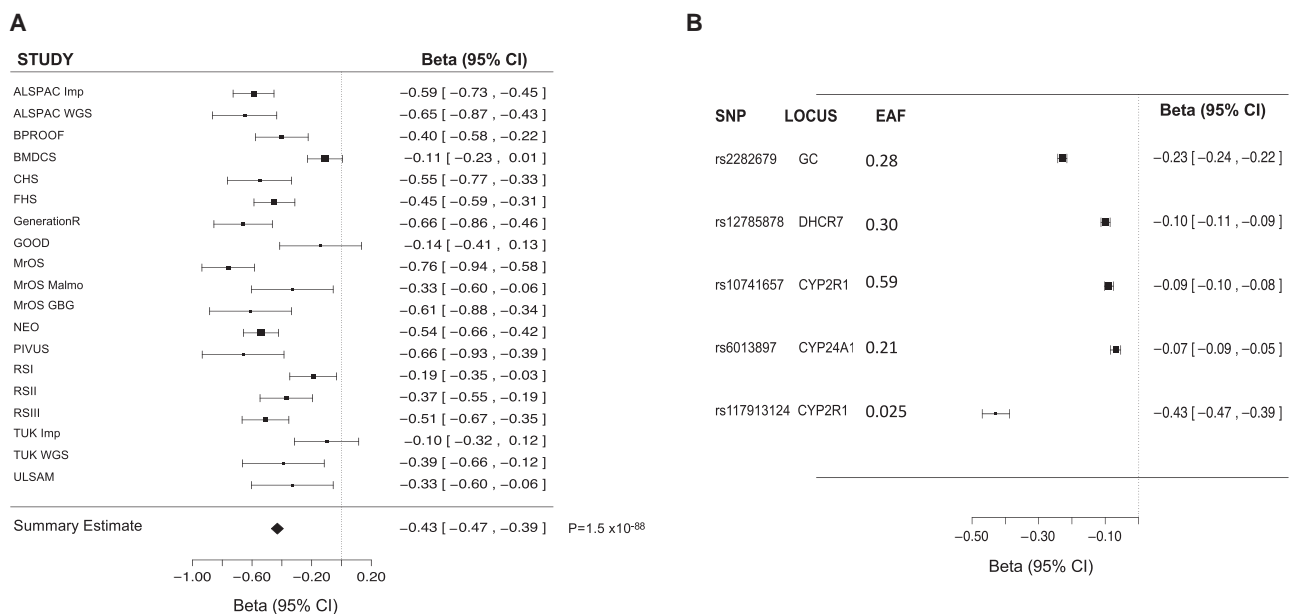 A
STUDY Beta (95% CI)
ALSPAC Imp −0.59 [ −0.73 , −0.45 ]
ALSPAC WGS −0.65 [ −0.87 , −0.43 ]
BPROOF −0.40 [ −0.58 , −0.22 ]
BMDCS −0.11 [ −0.23 , 0.01 ]
CHS −0.55 [ −0.77 , −0.33 ]
FHS −0.45 [ −0.59 , −0.31 ]
GenerationR −0.66 [ −0.86 , −0.46 ]
GOOD −0.14 [ −0.41 , 0.13 ]
MrOS −0.76 [ −0.94 , −0.58 ]
MrOS Malmo −0.33 [ −0.60 , −0.06 ]
MrOS GBG −0.61 [ −0.88 , −0.34 ]
NEO −0.54 [ −0.66 , −0.42 ]
PIVUS −0.66 [ −0.93 , −0.39 ]
RSI −0.19 [ −0.35 , −0.03 ]
RSII −0.37 [ −0.55 , −0.19 ]
RSIII −0.51 [ −0.67 , −0.35 ]
TUK Imp −0.10 [ −0.32 , 0.12 ]
TUK WGS −0.39 [ −0.66 , −0.12 ]
ULSAM −0.33 [ −0.60 , −0.06 ]
Summary Estimate −0.43 [ −0.47 , −0.39 ] P=1.5 x10-88
−1.00 −0.60 −0.20 0.20
Beta (95% CI)
B
SNP LOCUS EAF Beta (95% CI)
rs2282679 GC 0.28 −0.23 [ −0.24 , −0.22 ]
rs12785878 DHCR7 0.30 −0.10 [ −0.11 , −0.09 ]
rs10741657 CYP2R1 0.59 −0.09 [ −0.10 , −0.08 ]
rs6013897 CYP24A1 0.21 −0.07 [ −0.09 , −0.05 ]
rs117913124 CYP2R1 0.025 −0.43 [ −0.47 , −0.39 ]
−0.50 −0.30 −0.10
Beta (95% CI)